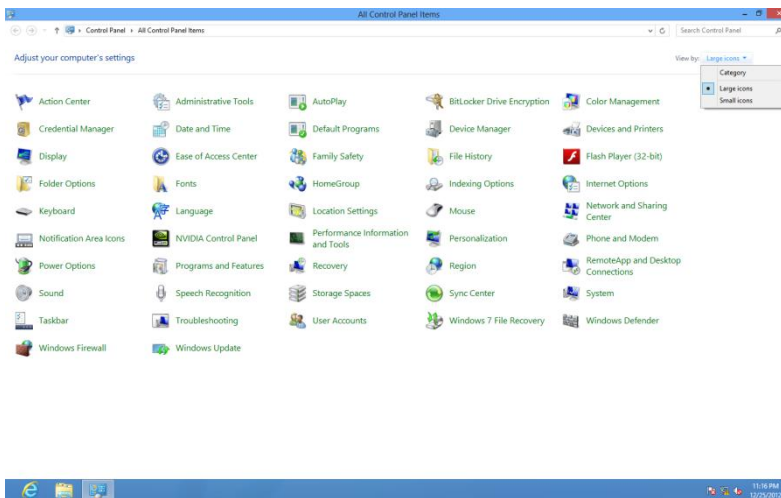 All Control Panel Items
Control Panel All Control Panel Items Search Control Panel
Adjust your computer's settings View by: Large icons
Category
Large icons
Small icons
Action Center Administrative Tools AutoPlay BitLocker Drive Encryption Color Management
Credential Manager Date and Time Default Programs Device Manager Devices and Printers
Display Ease of Access Center Family Safety File History Flash Player (32-bit)
Folder Options Fonts HomeGroup Indexing Options Internet Options
Keyboard Language Location Settings Mouse Network and Sharing
Center
Notification Area Icons NVIDIA Control Panel Performance Information Personalization Phone and Modem
and Tools
Power Options Programs and Features Recovery Region RemoteApp and Desktop
Connections
Sound Speech Recognition Storage Spaces Sync Center System
Taskbar Troubleshooting User Accounts Windows 7 File Recovery Windows Defender
Windows Firewall Windows Update
11:16 PM